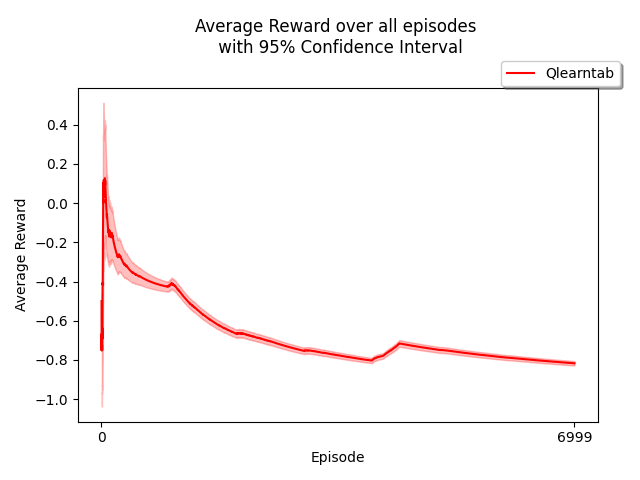 Average Reward over all episodes
with 95% Confidence Interval
Qlearntab
0.4
0.2
0.0
−0.2
−0.4
−0.6
−0.8
−1.0
Average Reward
0
6999
Episode